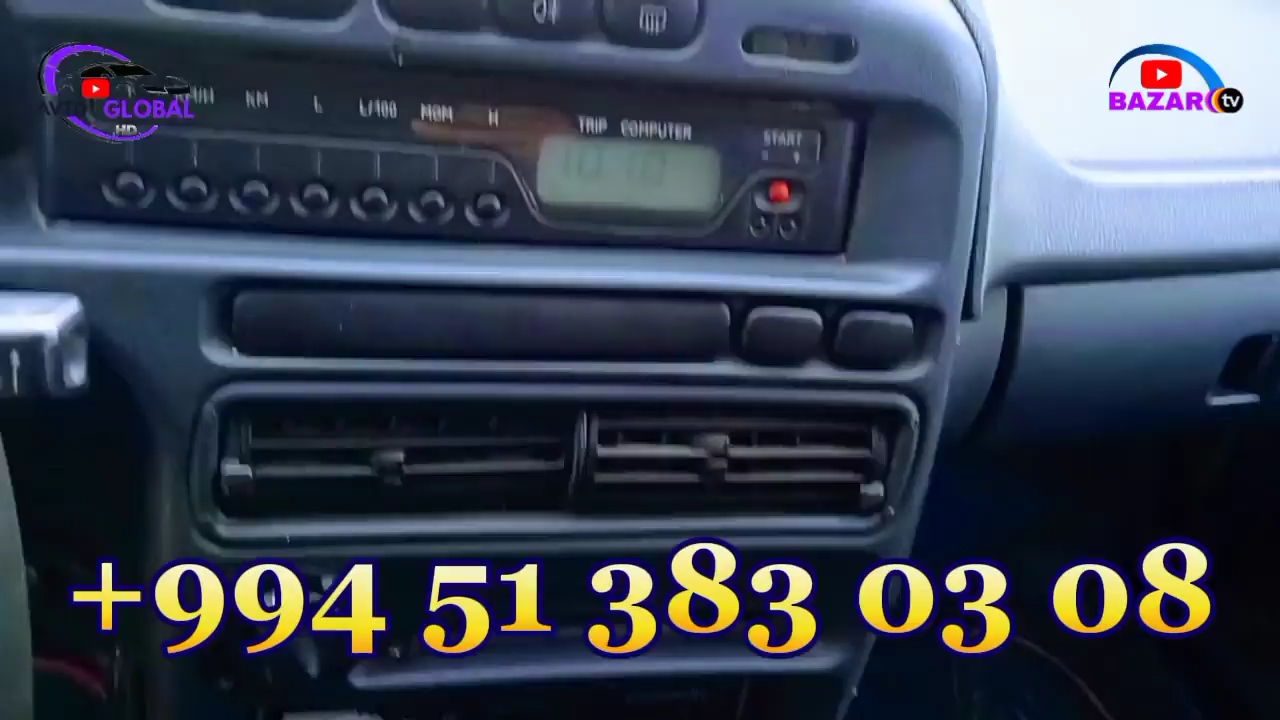 GLOBAL
HD
BAZAR tv
KM L L/100 MOM H TRIP COMPUTER START
+994 51 383 03 08